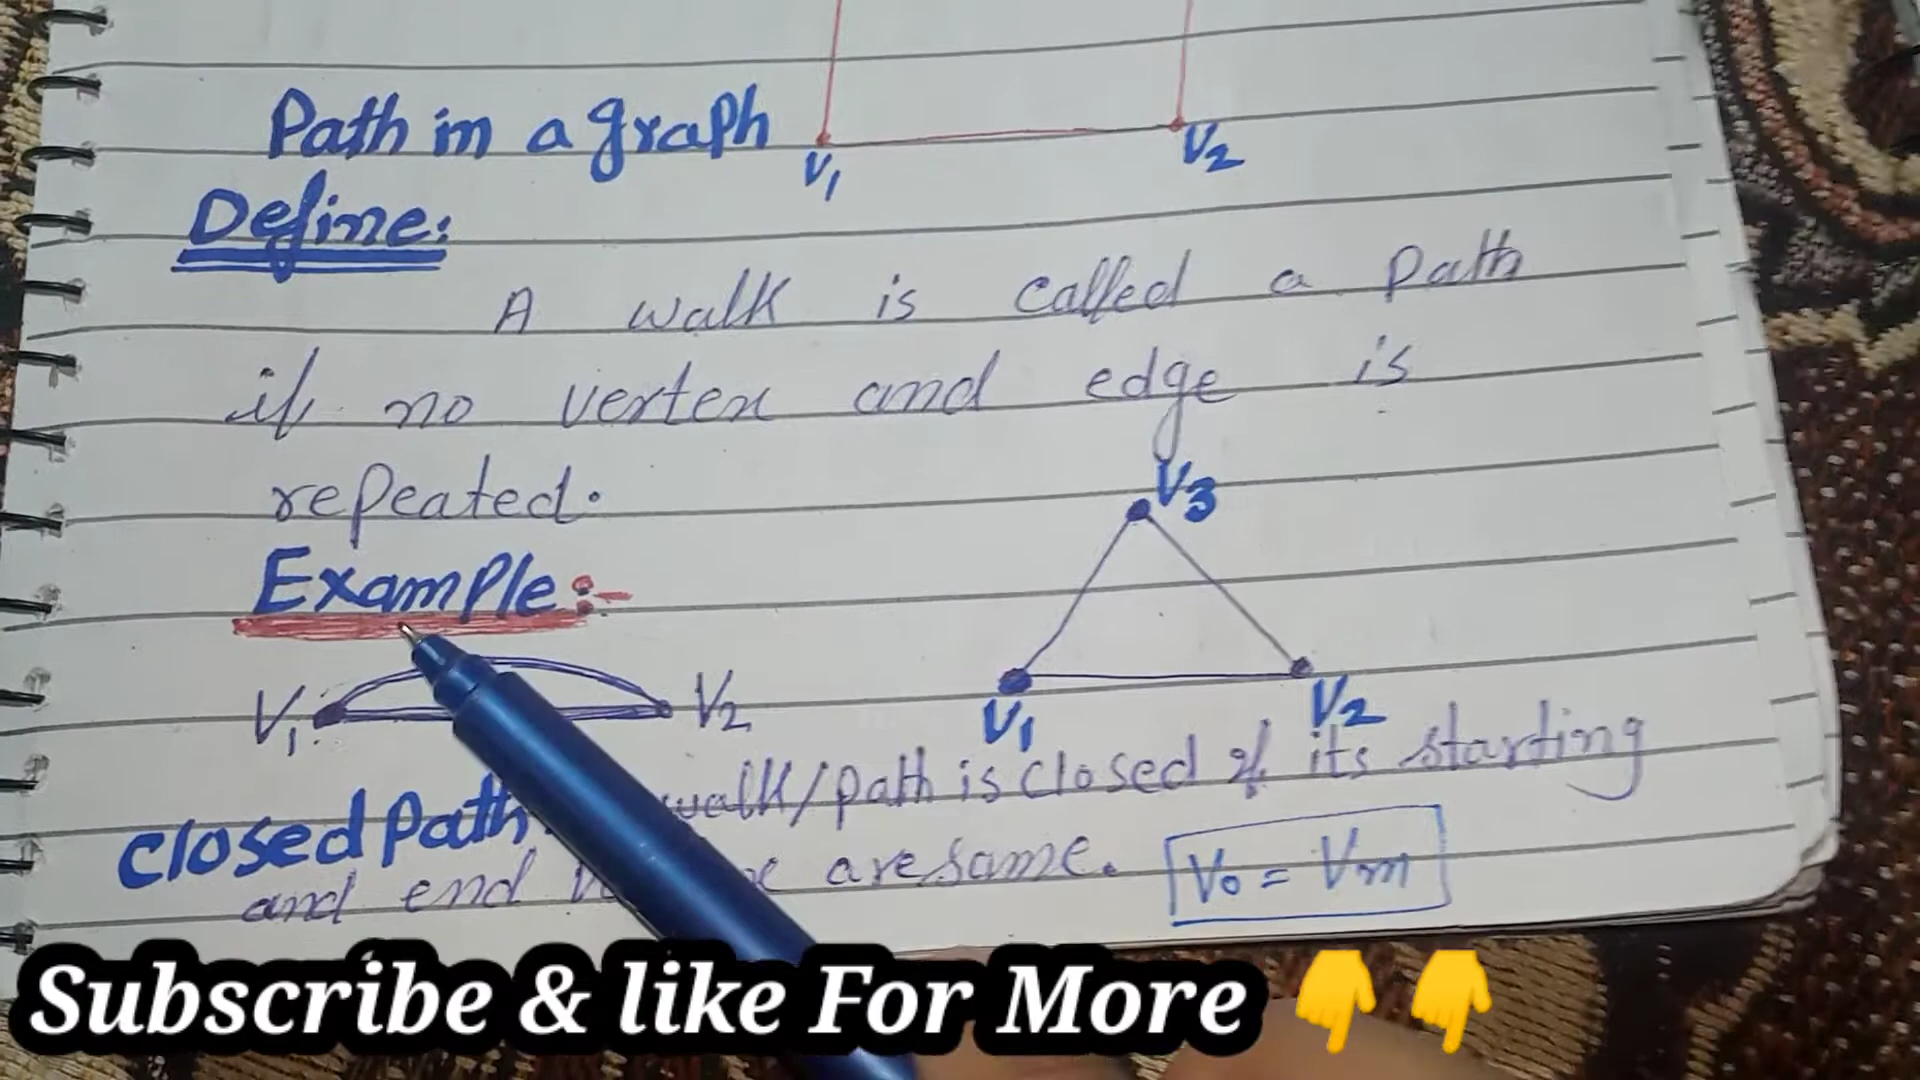 Path in a graph
V1
V2
Define:
A walk is called a path
if no vertex and edge is
repeated.
V3
Example:-
V1
V2
V1
V2
Closed Path walk/path is closed if its starting
and end are same. V0 = Vm
Subscribe & like For More 👇👇